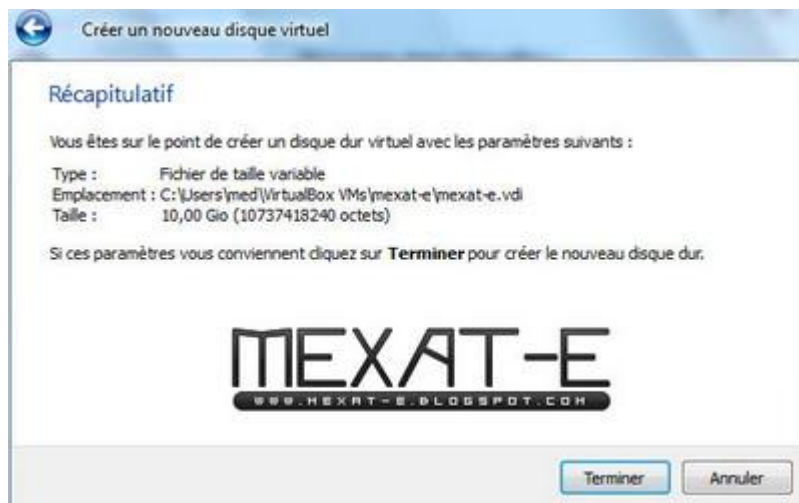 Créer un nouveau disque virtuel
Récapitulatif
Vous êtes sur le point de créer un disque dur virtuel avec les paramètres suivants :
Type : Fichier de taille variable
Emplacement : C:\Users\med\VirtualBox VMs\mexat-e\mexat-e.vdi
Taille : 10,00 Gio (10737418240 octets)
Si ces paramètres vous conviennent cliquez sur Terminer pour créer le nouveau disque dur.
MEXAT-E
WWW.MEXAT-E.BLOGSPOT.COM
Terminer Annuler